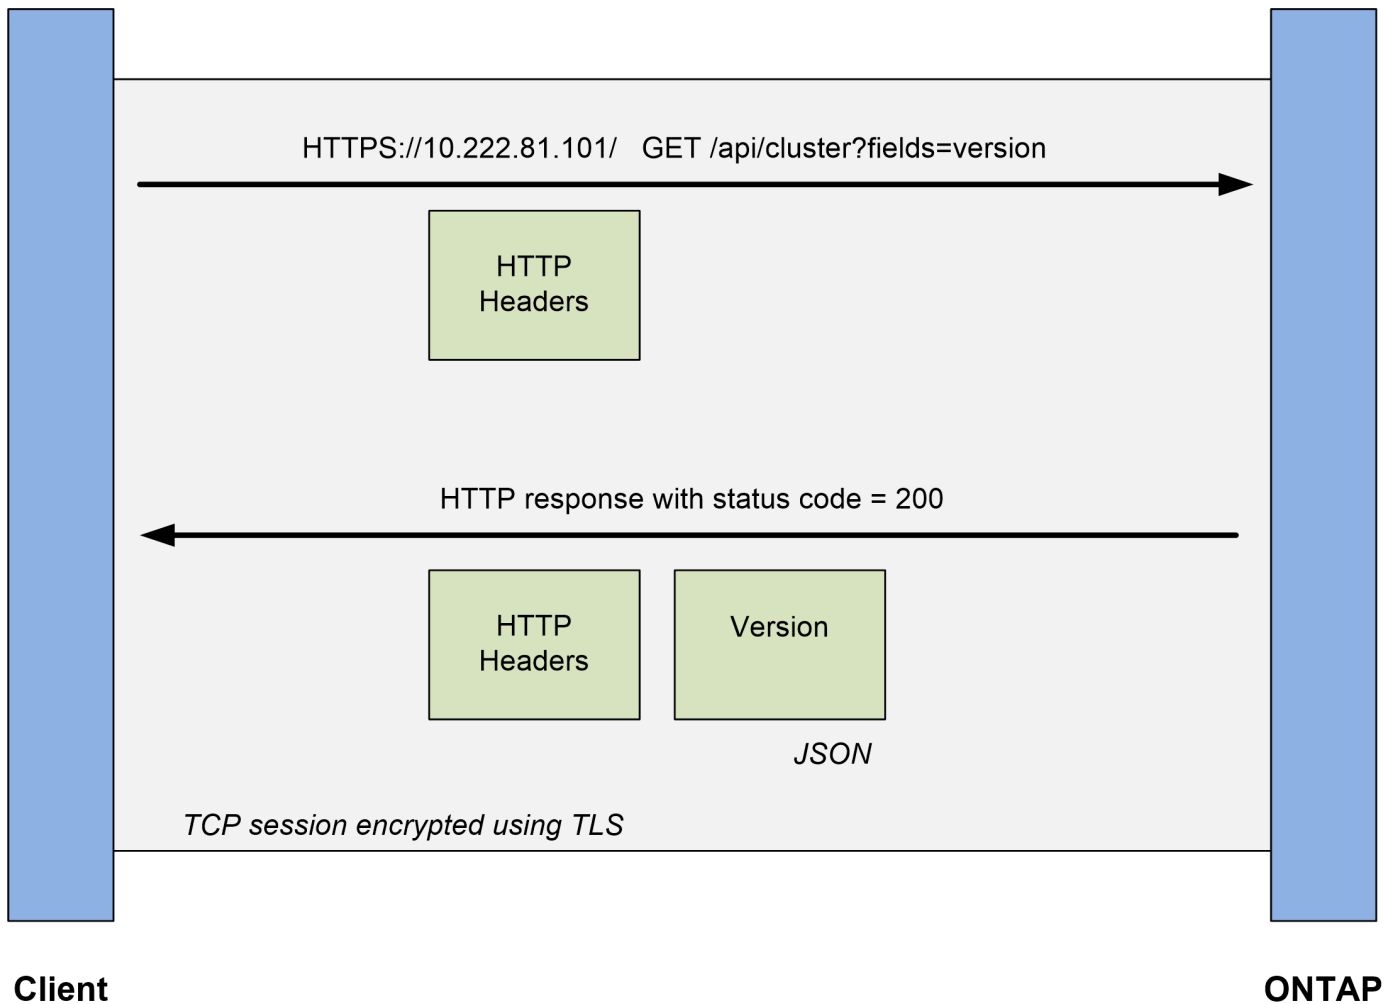 HTTPS://10.222.81.101/   GET /api/cluster?fields=version
HTTP
Headers
HTTP response with status code = 200
HTTP
Headers
Version
JSON
TCP session encrypted using TLS
Client
ONTAP